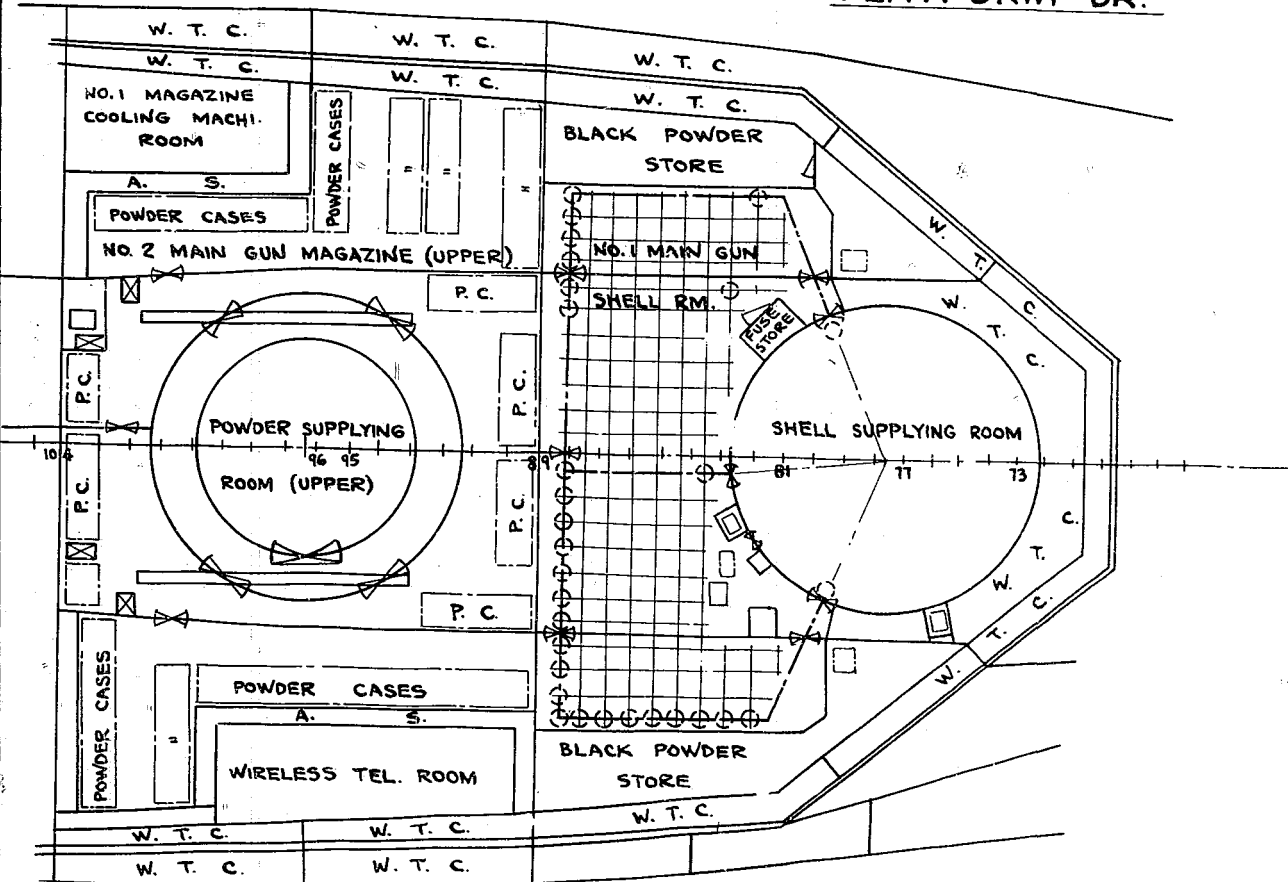 W. T. C.
W. T. C.
W. T. C.
W. T. C.
W. T. C.
W. T. C.
NO. 1 MAGAZINE
COOLING MACHI.
ROOM
A. S.
POWDER CASES
POWDER CASES
"
"
"
NO. 2 MAIN GUN MAGAZINE (UPPER)
BLACK POWDER
STORE
NO. 1 MAIN GUN
SHELL RM.
FUSE
STORE
W. T. C.
W. T. C.
P. C.
P. C.
P. C.
P. C.
P. C.
P. C.
POWDER SUPPLYING
ROOM (UPPER)
104
96 95
89
81
77
73
SHELL SUPPLYING ROOM
C. T. W.
C. T. W.
POWDER CASES
"
POWDER CASES
A. S.
WIRELESS TEL. ROOM
BLACK POWDER
STORE
W. T. C.
W. T. C.
W. T. C.
W. T. C.
W. T. C.